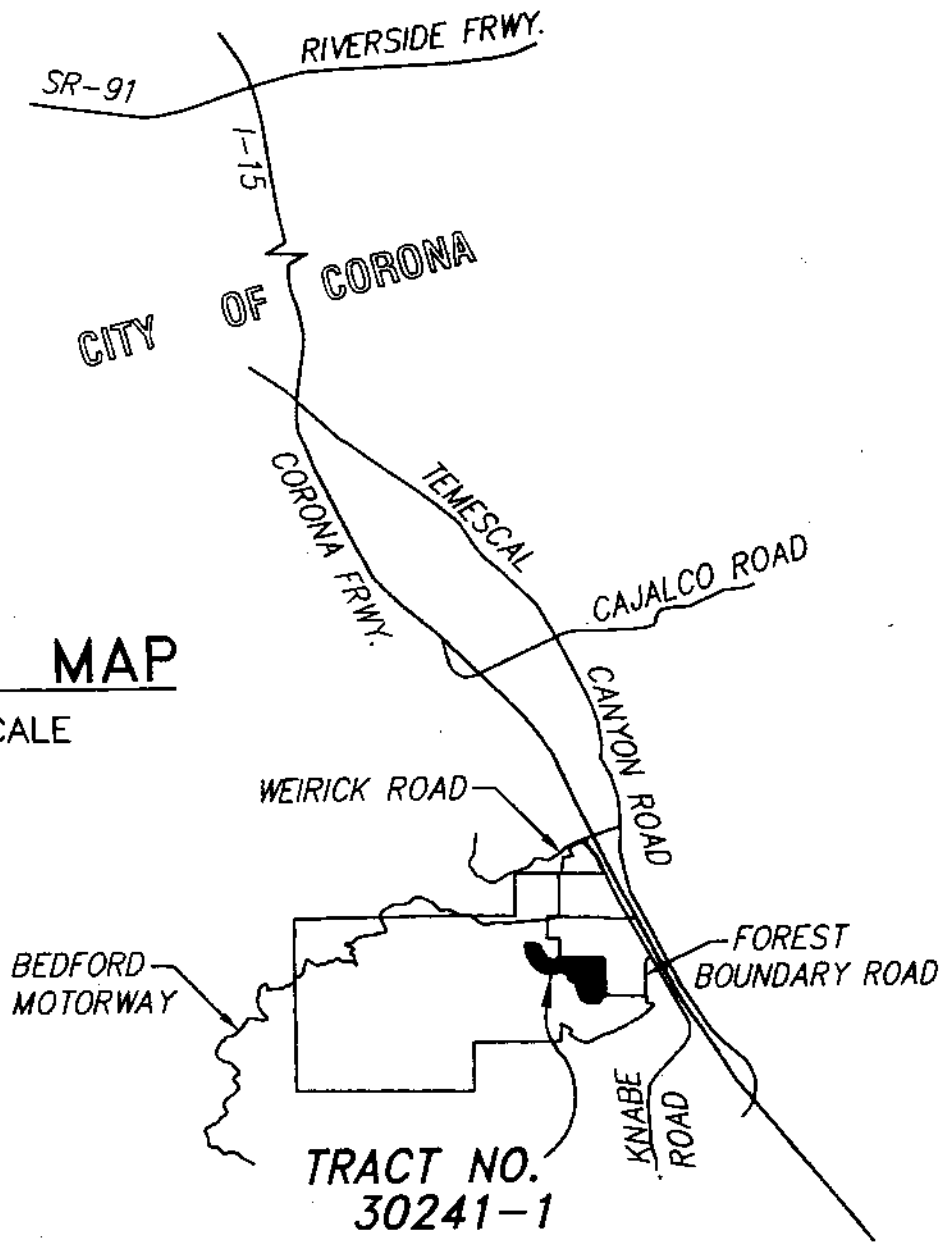 RIVERSIDE FRWY.
SR-91
I-15
CITY OF CORONA
CORONA FRWY.
TEMESCAL
CANYON ROAD
CAJALCO ROAD
MAP
CALE
WEIRICK ROAD
BEDFORD
MOTORWAY
FOREST
BOUNDARY ROAD
KNABE
ROAD
TRACT NO.
30241-1